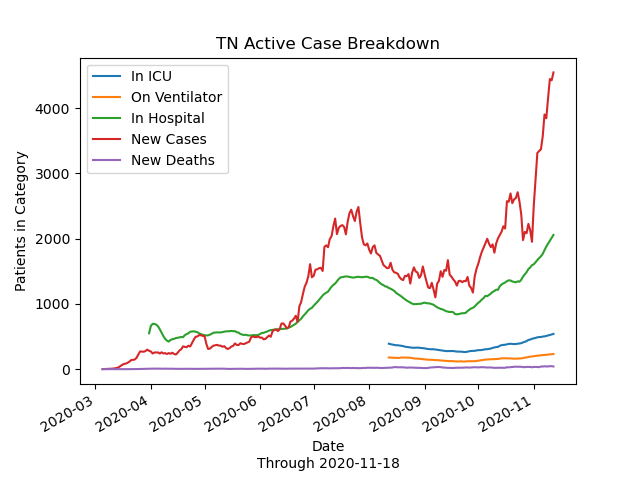 TN Active Case Breakdown
In ICU
On Ventilator
In Hospital
New Cases
New Deaths
Patients in Category
4000
3000
2000
1000
0
2020-03
2020-04
2020-05
2020-06
2020-07
2020-08
2020-09
2020-10
2020-11
Date
Through 2020-11-18